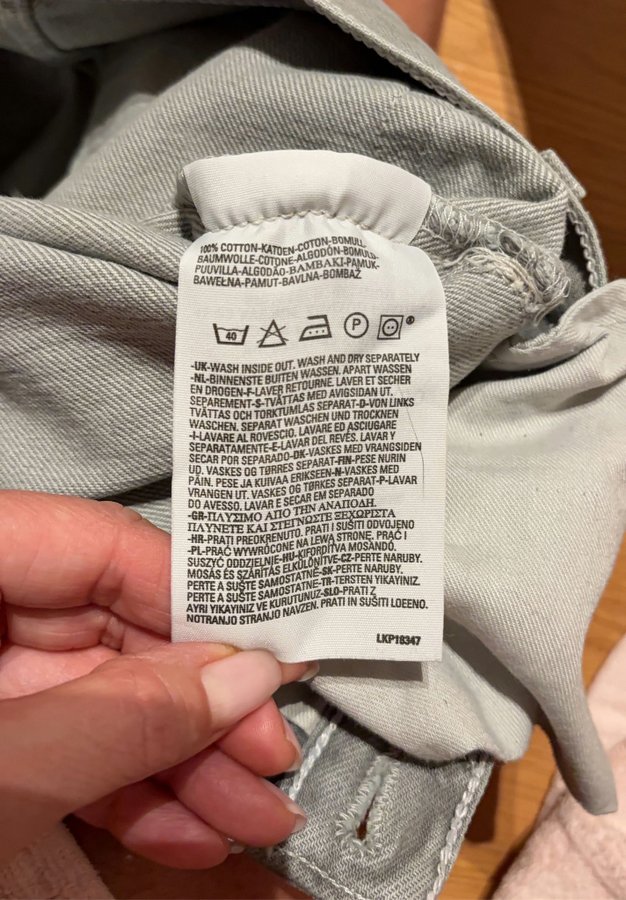 100% COTTON-KATOEN-COTON-BOMULL-
BAUMWOLLE-COTONE-ALGODÓN-BOMULD-
PUUVILLA-ALGODÃO-ΒΑΜΒΑΚΙ-PAMUK-
BAWEŁNA-PAMUT-BAVLNA-BOMBAŽ
40 P
-UK-WASH INSIDE OUT. WASH AND DRY SEPARATELY
-NL-BINNENSTE BUITEN WASSEN. APART WASSEN
EN DROGEN-F-LAVER RETOURNE. LAVER ET SECHER
SEPAREMENT-S-TVÄTTAS MED AVIGSIDAN UT.
TVÄTTAS OCH TORKTUMLAS SEPARAT-D-VON LINKS
WASCHEN. SEPARAT WASCHEN UND TROCKNEN
-I-LAVARE AL ROVESCIO. LAVARE ED ASCIUGARE
SEPARATAMENTE-E-LAVAR DEL REVÉS. LAVAR Y
SECAR POR SEPARADO-DK-VASKES MED VRANGSIDEN
UD. VASKES OG TØRRES SEPARAT-FIN-PESE NURIN
PÄIN. PESE JA KUIVAA ERIKSEEN-N-VASKES MED
VRANGEN UT. VASKES OG TØRKES SEPARAT-P-LAVAR
DO AVESSO. LAVAR E SECAR EM SEPARADO
-GR-ΠΛΥΣΙΜΟ ΑΠΟ ΤΗΝ ΑΝΑΠΟΔΗ.
ΠΛΥΝΕΤΕ ΚΑΙ ΣΤΕΓΝΩΣΤΕ ΞΕΧΩΡΙΣΤΑ
-HR-PRATI PREOKRENUTO. PRATI I SUŠITI ODVOJENO
-PL-PRAĆ WYWRÓCONE NA LEWĄ STRONĘ. PRAĆ I
SUSZYĆ ODDZIELNIE-HU-KIFORDÍTVA MOSANDÓ.
MOSÁS ÉS SZÁRÍTÁS ELKÜLÖNÍTVE-CZ-PERTE NARUBY.
PERTE A SUŠTE SAMOSTATNĚ-SK-PERTE NARUBY.
PERTE A SUŠTE SAMOSTATNE-TR-TERSTEN YIKAYINIZ.
AYRI YIKAYINIZ VE KURUTUNUZ-SLO-PRATI Z
NOTRANJO STRANJO NAVZEN. PRATI IN SUŠITI LOEENO.
LKP18347